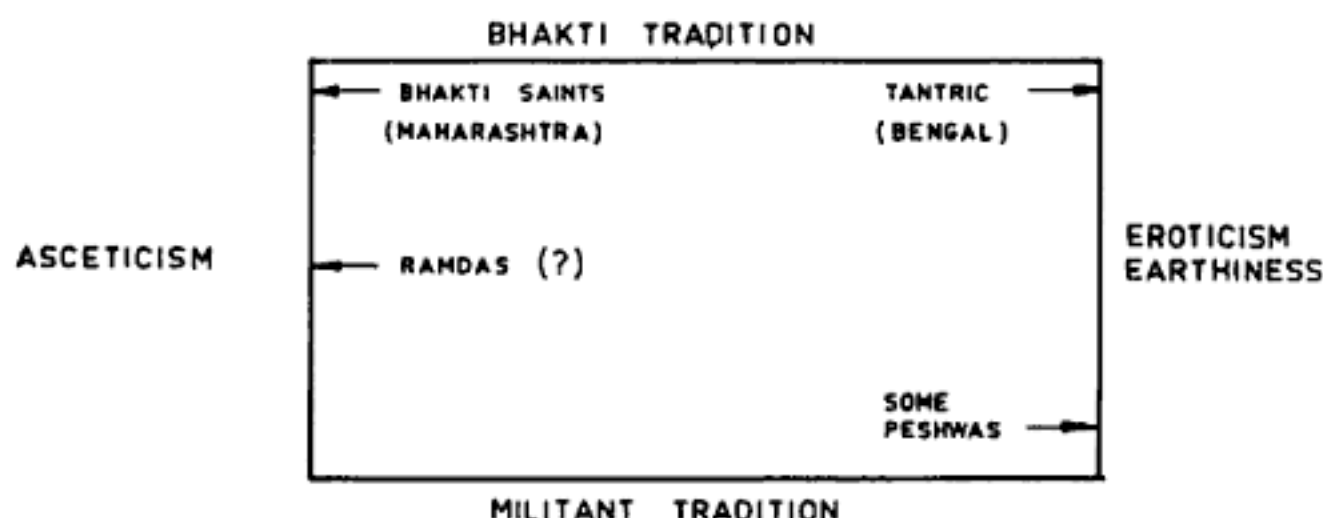 BHAKTI TRADITION
BHAKTI SAINTS
(MAHARASHTRA)
TANTRIC
(BENGAL)
ASCETICISM
RAMDAS (?)
EROTICISM
EARTHINESS
SOME
PESHWAS
MILITANT TRADITION